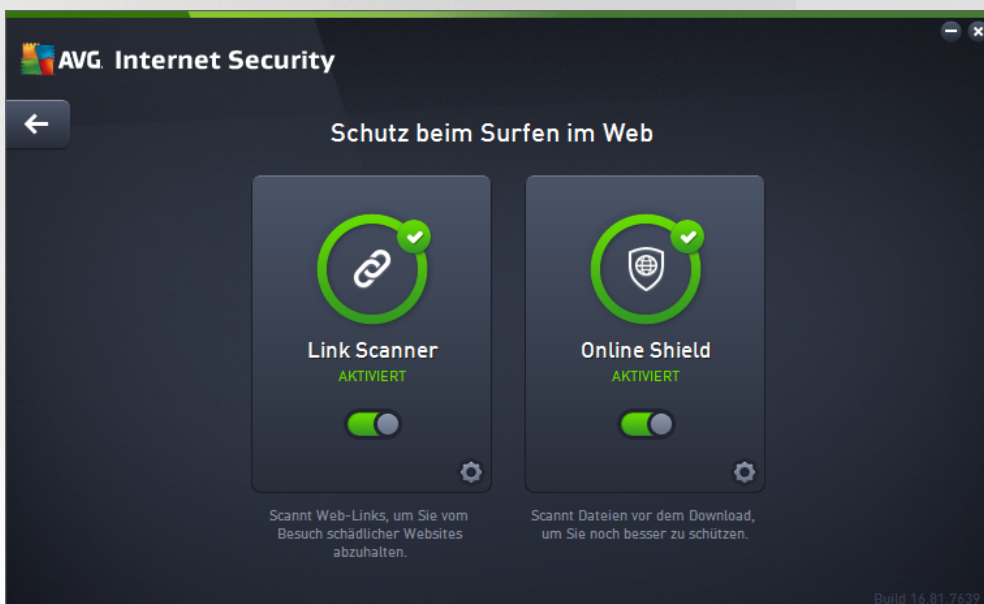 AVG. Internet Security
Schutz beim Surfen im Web
Link Scanner
AKTIVIERT
Scannt Web-Links, um Sie vom
Besuch schädlicher Websites
abzuhalten.
Online Shield
AKTIVIERT
Scannt Dateien vor dem Download,
um Sie noch besser zu schützen.
Build 16.81.7639